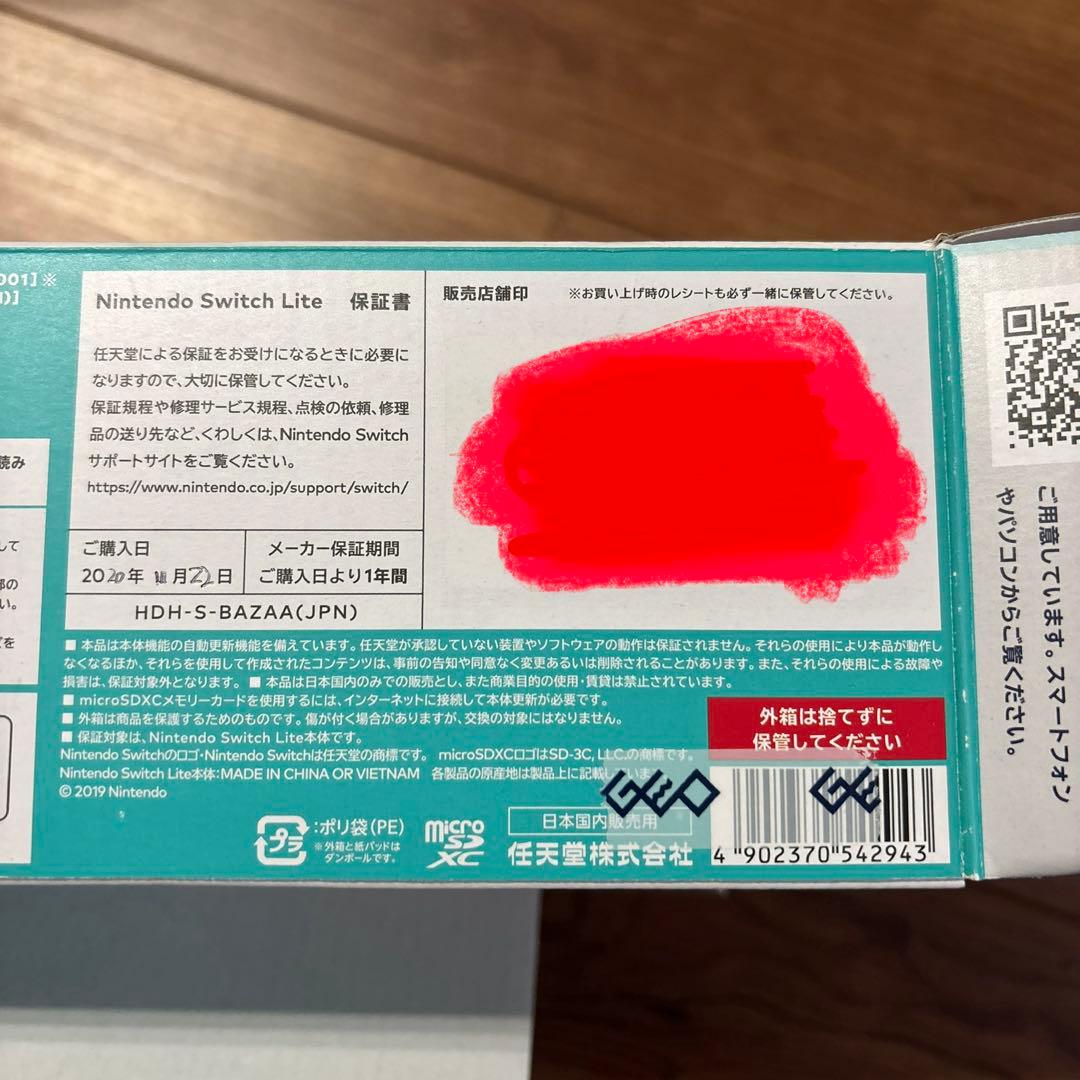 001]※
)]
Nintendo Switch Lite 保証書
任天堂による保証をお受けになるときに必要に
なりますので、大切に保管してください。
保証規程や修理サービス規程、点検の依頼、修理
品の送り先など、くわしくは、Nintendo Switch
サポートサイトをご覧ください。
https://www.nintendo.co.jp/support/switch/
ご購入日
2020年 月22日
メーカー保証期間
ご購入日より1年間
HDH-S-BAZAA(JPN)
販売店舗印 ※お買い上げ時のレシートも必ず一緒に保管してください。
■ 本品は本体機能の自動更新機能を備えています。任天堂が承認していない装置やソフトウェアの動作は保証されません。それらの使用により本品が動作し
なくなるほか、それらを使用して作成されたコンテンツは、事前の告知や同意なく変更あるいは削除されることがあります。また、それらの使用による故障や
損害は、保証対象外となります。 ■ 本品は日本国内のみでの販売とし、また商業目的の使用・賃貸は禁止されています。
■ microSDXCメモリーカードを使用するには、インターネットに接続して本体更新が必要です。
■ 外箱は商品を保護するためのものです。傷が付く場合がありますが、交換の対象にはなりません。
■ 保証対象は、Nintendo Switch Lite本体です。
Nintendo Switchのロゴ・Nintendo Switchは任天堂の商標です。 microSDXCロゴはSD-3C, LLC.の商標です。
Nintendo Switch Lite本体:MADE IN CHINA OR VIETNAM 各製品の原産地は製品上に記載しています
© 2019 Nintendo
外箱は捨てずに
保管してください
プラ
:ポリ袋(PE)
※外箱と紙パッドは
ダンボールです。
micro
SD
XC
日本国内販売用
任天堂株式会社
GEO
GE
4 902370 542943
読み
して
部の
い。
どを
ご用意しています。スマートフォン
やパソコンからご覧ください。